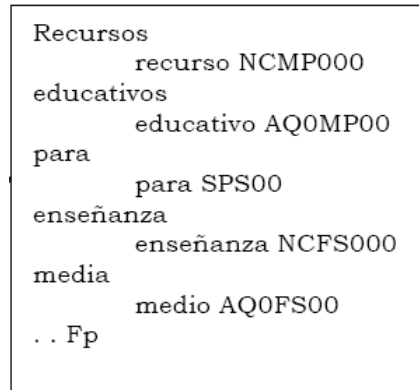 Recursos
recurso NCMP000
educativos
educativo AQ0MP00
para
para SPS00
enseñanza
enseñanza NCFS000
media
medio AQ0FS00
. . Fp